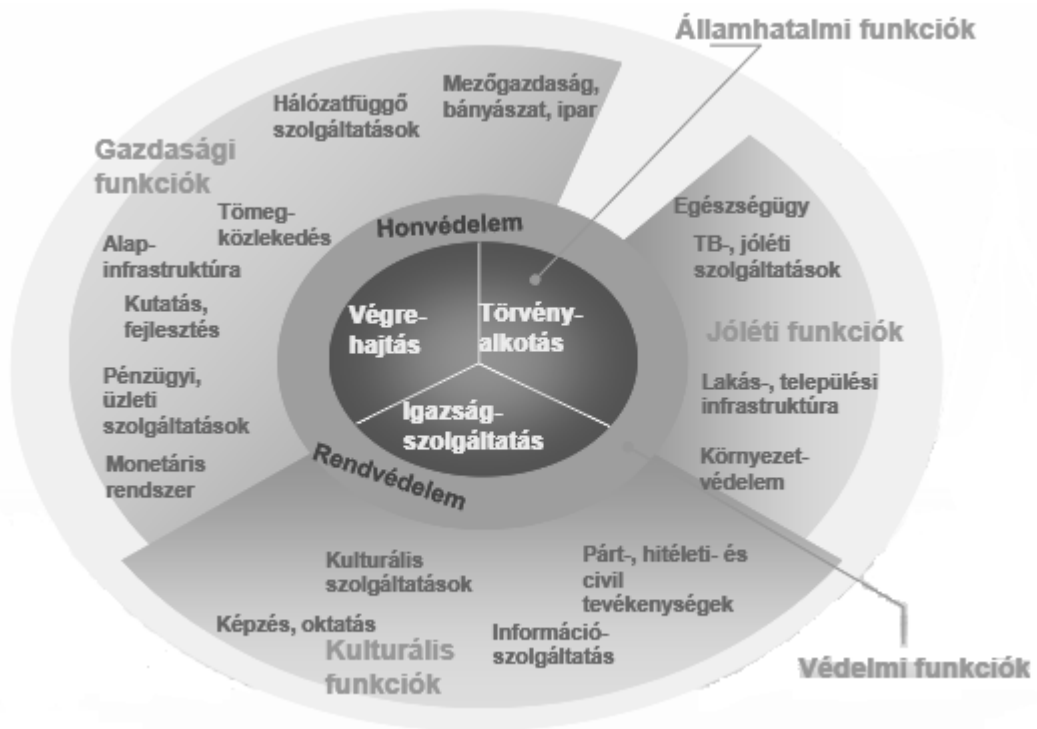 Államhatalmi funkciók
Mezőgazdaság,
bányászat, ipar
Hálózatfüggő
szolgáltatások
Gazdasági
funkciók
Tömeg-
közlekedés
Alap-
infrastruktúra
Kutatás,
fejlesztés
Pénzügyi,
üzleti
szolgáltatások
Monetáris
rendszer
Honvédelem
Végre-
hajtás
Törvény-
alkotás
Igazság-
szolgáltatás
Rendvédelem
Egészségügy
TB-, jóléti
szolgáltatások
Jóléti funkciók
Lakás-, települési
infrastruktúra
Környezet-
védelem
Kulturális
szolgáltatások
Párt-, hitéleti- és
civil
tevékenységek
Képzés, oktatás
Információ-
szolgáltatás
Kulturális
funkciók
Védelmi funkciók